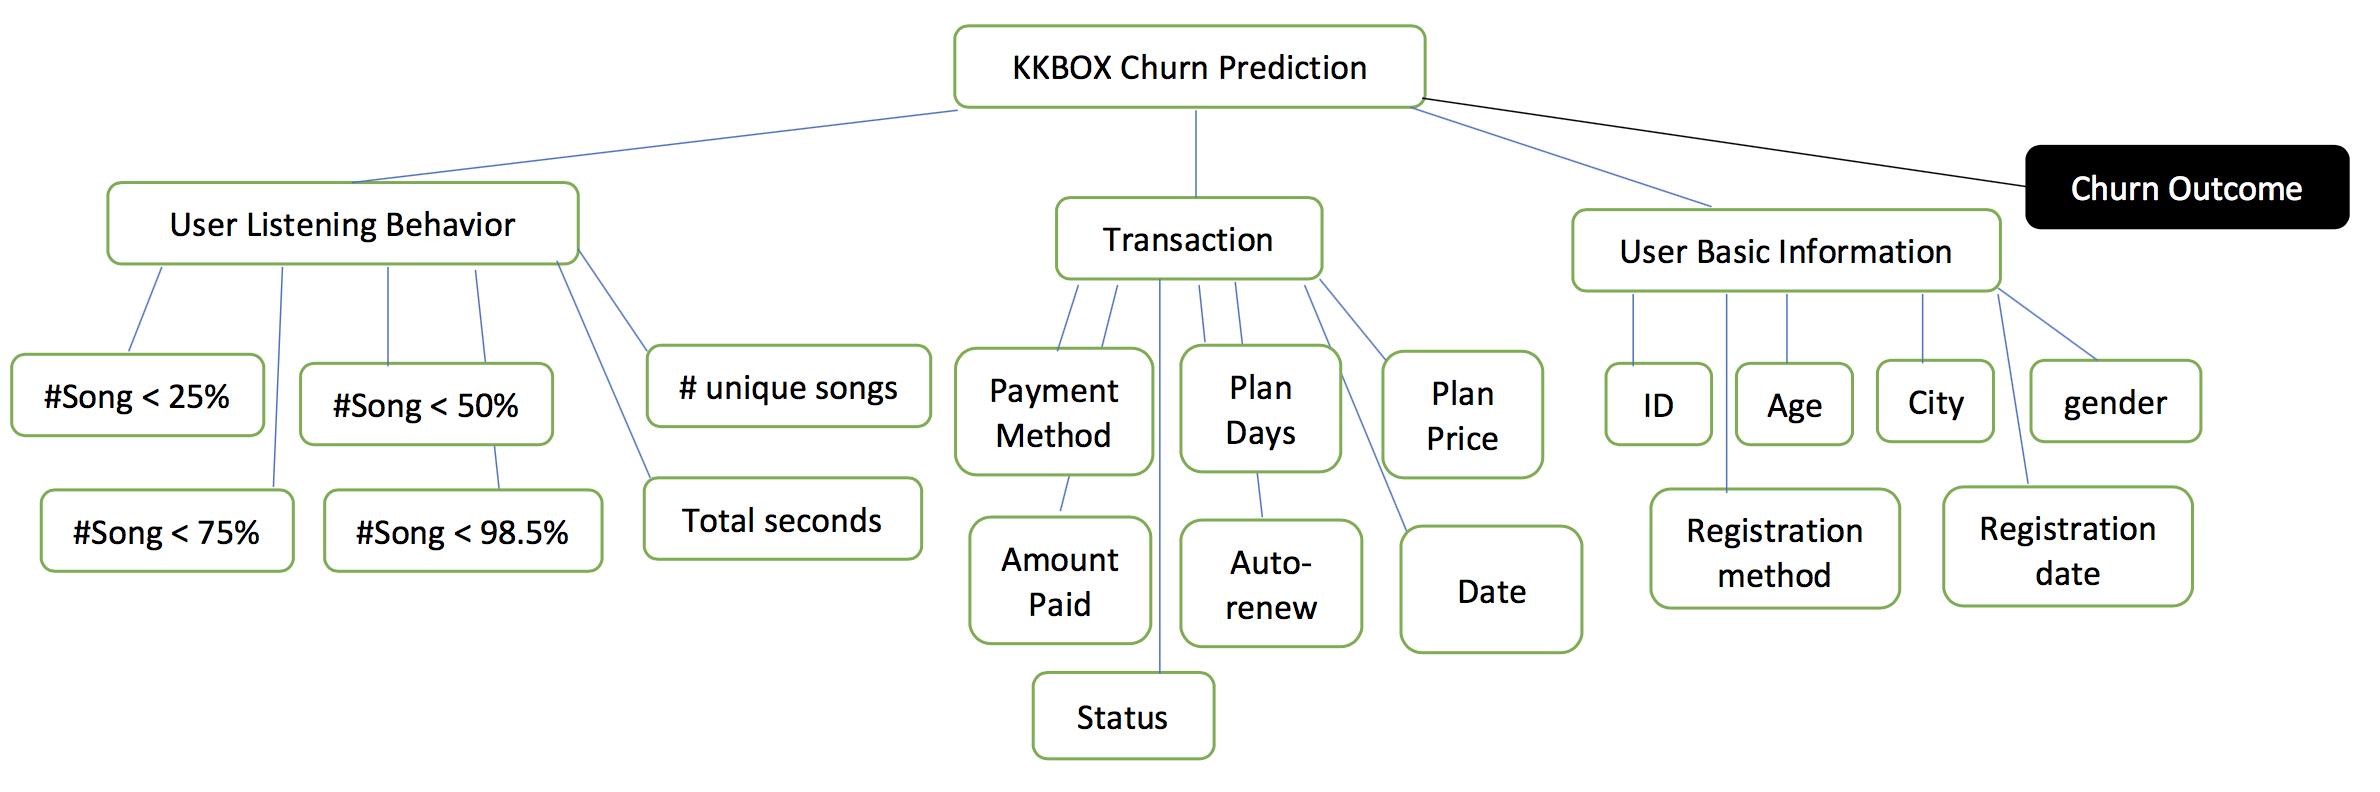 KKBOX Churn Prediction
Churn Outcome
User Listening Behavior
Transaction
User Basic Information
#Song < 25%
#Song < 50%
# unique songs
#Song < 75%
#Song < 98.5%
Total seconds
Payment
Method
Plan
Days
Plan
Price
Amount
Paid
Auto-
renew
Date
Status
ID
Age
City
gender
Registration
method
Registration
date